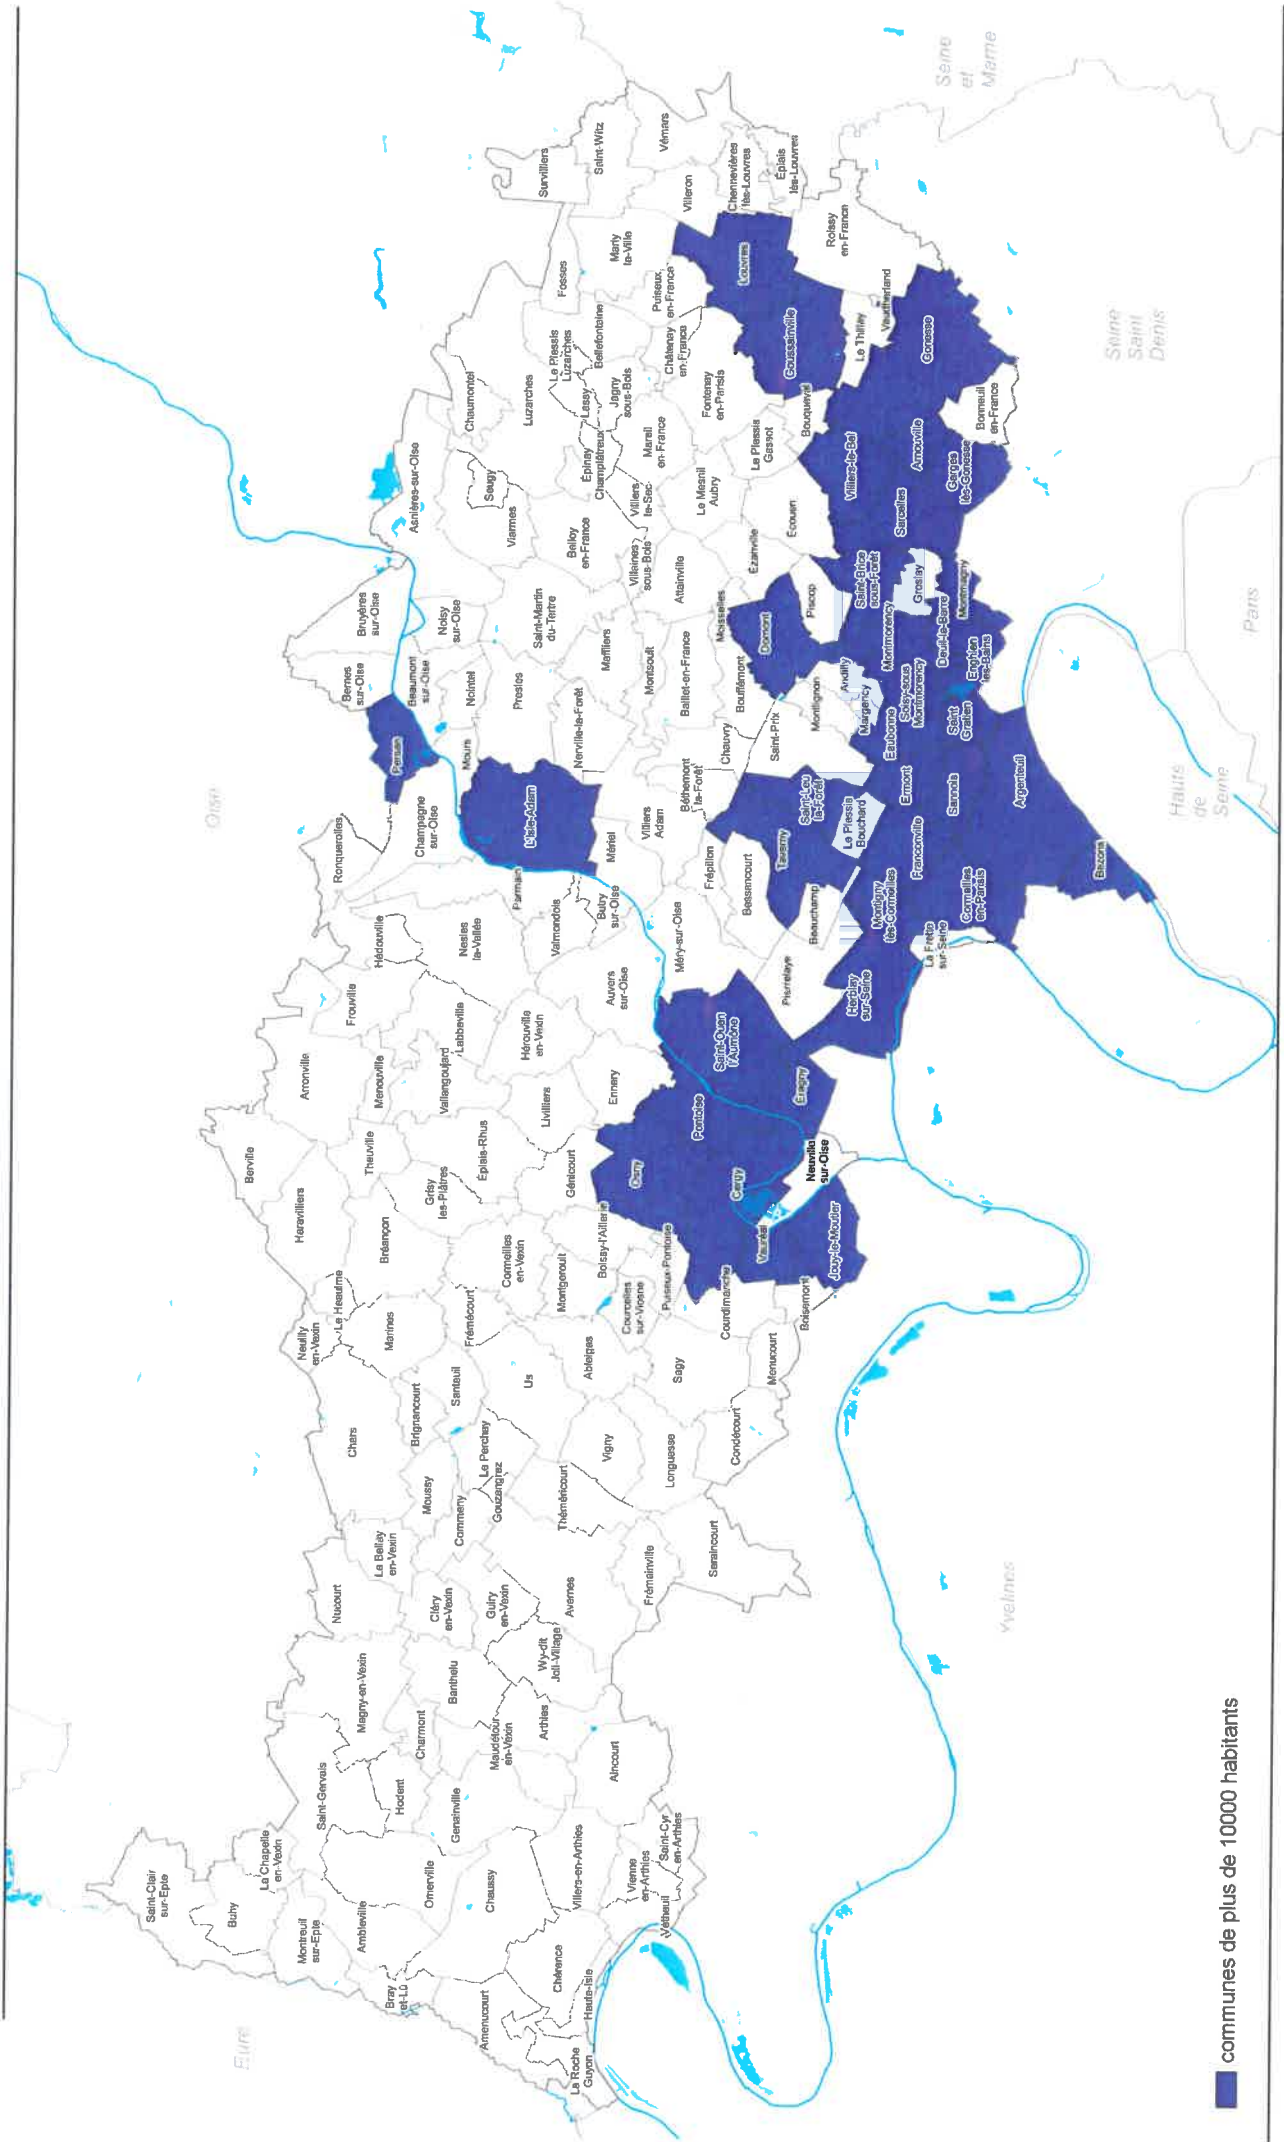 Saint-Clair
sur-Epte
Buhy
La Chapelle
en-Vexin
Montreuil
sur-Epte
Saint-Gervais
Ambleville
Magny-en-Vexin
Nucourt
Bray
et-Lû
Hodent
Charmont
Omerville
Genainville
Banthelu
Cléry
en-Vexin
Amenucourt
Chaussy
Maudétour
en-Vexin
Guiry
en-Vexin
Arthies
Wy-dit
Joli-Village
Avernes
Chérence
Villers-en-Arthies
La Roche
Guyon
Haute-Isle
Aincourt
Vienne
en-Arthies
Saint-Cyr
en-Arthies
Vétheuil
Frémainville
Seraincourt
Eure
Berville
Haravilliers
Arronville
Neuilly
en-Vexin
Le Heaulme
Chars
Marines
Bréançon
Theuville
Menouville
Frouville
Hédouville
Ronquerolles
Le Bellay
en-Vexin
Brignancourt
Moussy
Santeuil
Commeny
Le Perchay
Gouzangrez
Us
Frémécourt
Cormeilles
en-Vexin
Grisy
les-Plâtres
Épiais-Rhus
Vallangoujard
Labbeville
Nesles
la-Vallée
Hérouville
en-Vexin
Livilliers
Génicourt
Ennery
Auvers
sur-Oise
Valmondois
Butry
sur-Oise
Parmain
Champagne
sur-Oise
Théméricourt
Vigny
Longuesse
Ableiges
Montgeroult
Boissy-l'Aillerie
Courcelles
sur-Viosne
Puiseux-Pontoise
Sagy
Condécourt
Menucourt
Courdimanche
Boisemont
Osny
Pontoise
Cergy
Vauréal
Jouy-le-Moutier
Neuville
sur-Oise
Éragny
Saint-Ouen
l'Aumône
Oise
Persan
Bernes
sur-Oise
Bruyères
sur-Oise
Beaumont
sur-Oise
Mours
Nointel
Noisy
sur-Oise
Asnières-sur-Oise
L'Isle-Adam
Presles
Saint-Martin
du-Tertre
Viarmes
Seugy
Chaumontel
Luzarches
Nerville-la-Forêt
Maffliers
Belloy
en-France
Épinay
Champlâtreux
Lassy
Le Plessis
Luzarches
Bellefontaine
Jagny
sous-Bois
Fosses
Survilliers
Saint-Witz
Marly
la-Ville
Vémars
Villeron
Mériel
Villiers
Adam
Montsoult
Villaines
sous-Bois
Villiers
le-Sec
Mareil
en-France
Châtenay
en-France
Puiseux
en-France
Méry-sur-Oise
Frépillon
Béthemont
la-Forêt
Chauvry
Baillet-en-France
Attainville
Moisselles
Bouffémont
Le Mesnil
Aubry
Fontenay
en-Parisis
Louvres
Chennevières
lès-Louvres
Épiais
lès-Louvres
Bessancourt
Taverny
Saint-Prix
Domont
Ézanville
Écouen
Le Plessis
Gassot
Bouqueval
Goussainville
Roissy
en-France
Pierrelaye
Beauchamp
Saint-Leu
la-Forêt
Montlignon
Andilly
Piscop
Villiers-le-Bel
Le Thillay
Vaudherland
Herblay
sur-Seine
Montigny
lès-Cormeilles
Le Plessis
Bouchard
Margency
Montmorency
Saint-Brice
sous-Forêt
Sarcelles
Arnouville
Gonesse
La Frette
sur-Seine
Cormeilles
en-Parisis
Franconville
Ermont
Eaubonne
Soisy-sous
Montmorency
Groslay
Deuil-la-Barre
Montmagny
Garges
lès-Gonesse
Bonneuil
en-France
Sannois
Saint
Gratien
Enghien
les-Bains
Argenteuil
Bezons
Seine
et
Marne
Seine
Saint
Denis
Paris
Hauts
de
Seine
Yvelines
communes de plus de 10000 habitants